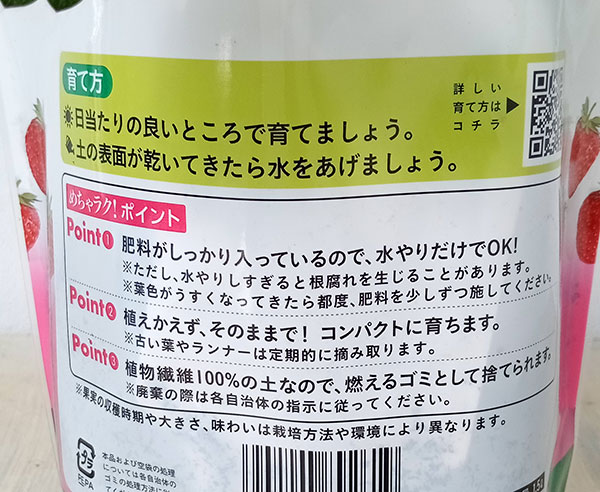 育て方
日当たりの良いところで育てましょう。
土の表面が乾いてきたら水をあげましょう。
詳しい
育て方は
コチラ
めちゃラク!ポイント
Point1 肥料がしっかり入っているので、水やりだけでOK!
※ただし、水やりしすぎると根腐れを生じることがあります。
※葉色がうすくなってきたら都度、肥料を少しずつ施してください。
Point2 植えかえず、そのままで! コンパクトに育ちます。
※古い葉やランナーは定期的に摘み取ります。
Point3 植物繊維100%の土なので、燃えるゴミとして捨てられます。
※廃棄の際は各自治体の指示に従ってください。
※果実の収穫時期や大きさ、味わいは栽培方法や環境により異なります。
プラ
FEPA
本品および空袋の処理
については各自治体の
ゴミの処理方法に